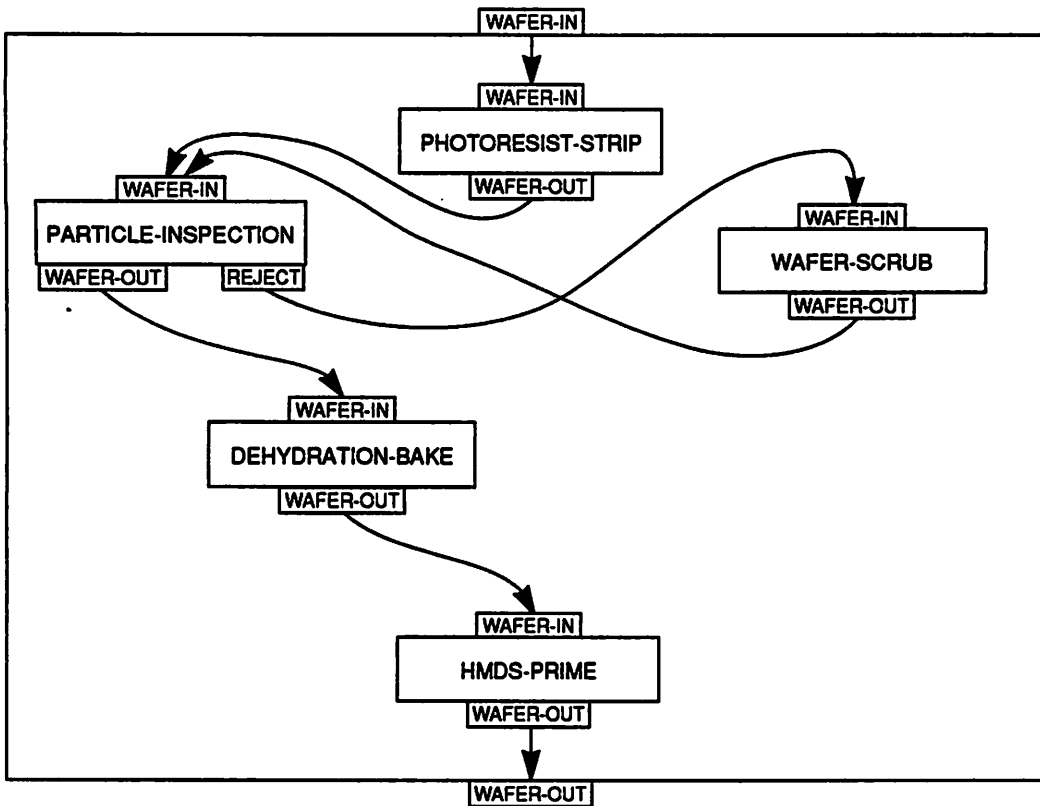 WAFER-IN
WAFER-IN
PHOTORESIST-STRIP
WAFER-OUT
WAFER-IN
PARTICLE-INSPECTION
WAFER-OUT REJECT
WAFER-IN
WAFER-SCRUB
WAFER-OUT
WAFER-IN
DEHYDRATION-BAKE
WAFER-OUT
WAFER-IN
HMDS-PRIME
WAFER-OUT
WAFER-OUT